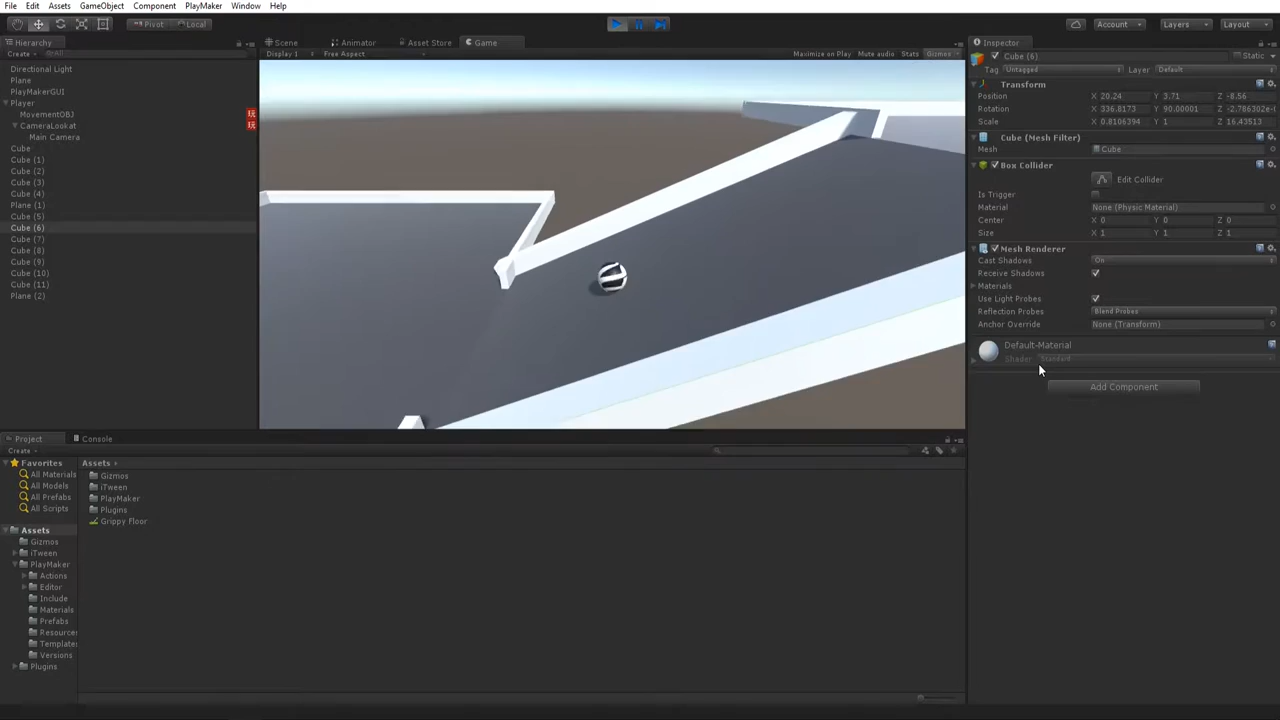 File Edit Assets GameObject Component PlayMaker Window Help
Pivot Local Account Layers Layout
Hierarchy
Create All
Directional Light
Plane
PlayMakerGUI
Player
MovementOBJ
CameraLookat
Main Camera
Cube
Cube (1)
Cube (2)
Cube (3)
Cube (4)
Plane (1)
Cube (5)
Cube (6)
Cube (7)
Cube (8)
Cube (9)
Cube (10)
Cube (11)
Plane (2)
玩
玩
Scene Animator Asset Store Game
Display 1 Free Aspect Maximize on Play Mute audio Stats Gizmos
Inspector
Cube (6) Static
Tag Untagged Layer Default
Transform
Position X 20.24 Y 3.71 Z -8.56
Rotation X 336.8173 Y 90.00001 Z -2.786302e-
Scale X 0.8106394 Y 1 Z 16.43513
Cube (Mesh Filter)
Mesh Cube
Box Collider
Edit Collider
Is Trigger
Material None (Physic Material)
Center X 0 Y 0 Z 0
Size X 1 Y 1 Z 1
Mesh Renderer
Cast Shadows On
Receive Shadows
Materials
Use Light Probes
Reflection Probes Blend Probes
Anchor Override None (Transform)
Default-Material
Shader Standard
Add Component
Project Console
Create
Favorites
All Materials
All Models
All Prefabs
All Scripts
Assets
Gizmos
iTween
PlayMaker
Actions
Editor
Include
Materials
Prefabs
Resources
Templates
Versions
Plugins
Assets
Gizmos
iTween
PlayMaker
Plugins
Grippy Floor